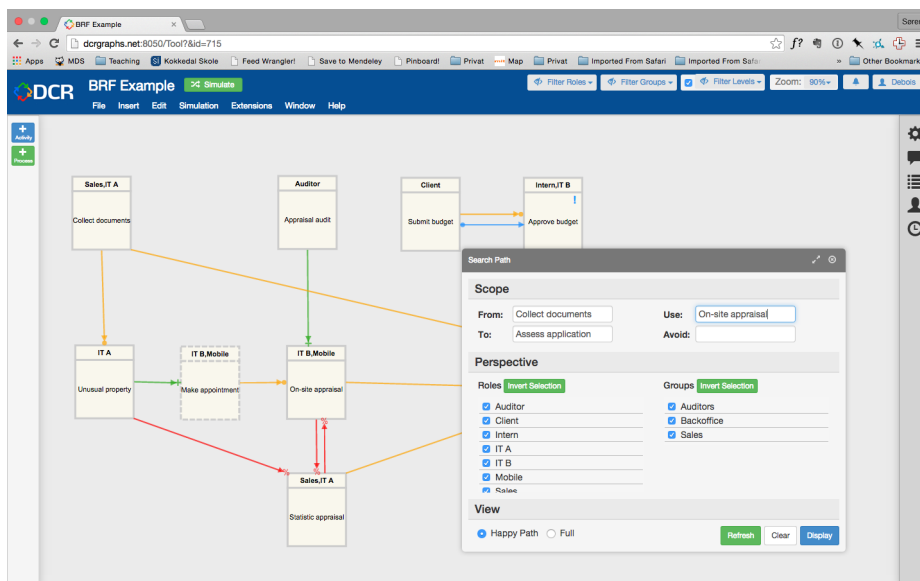 BRF Example
Søren
dcrgraphs.net:8050/Tool?&id=715
f?
Apps MDS Teaching Kokkedal Skole Feed Wrangler! Save to Mendeley Pinboard! Privat Map Privat Imported From Safari Imported From Safa » Other Bookmark
DCR BRF Example Simulate Filter Roles Filter Groups Filter Levels Zoom: 90% Debois
File Insert Edit Simulation Extensions Window Help
+ Activity
+ Process
Sales,IT A
Collect documents
Auditor
Appraisal audit
Client
Submit budget
Intern,IT B
!
Approve budget
IT A
Unusual property
IT B,Mobile
Make appointment
IT B,Mobile
On-site appraisal
%
%
%
Sales,IT A
Statistic appraisal
Search Path
Scope
From: Collect documents Use: On-site appraisal
To: Assess application Avoid:
Perspective
Roles Invert Selection Groups Invert Selection
Auditor Auditors
Client Backoffice
Intern Sales
IT A
IT B
Mobile
Sales
View
Happy Path Full Refresh Clear Display